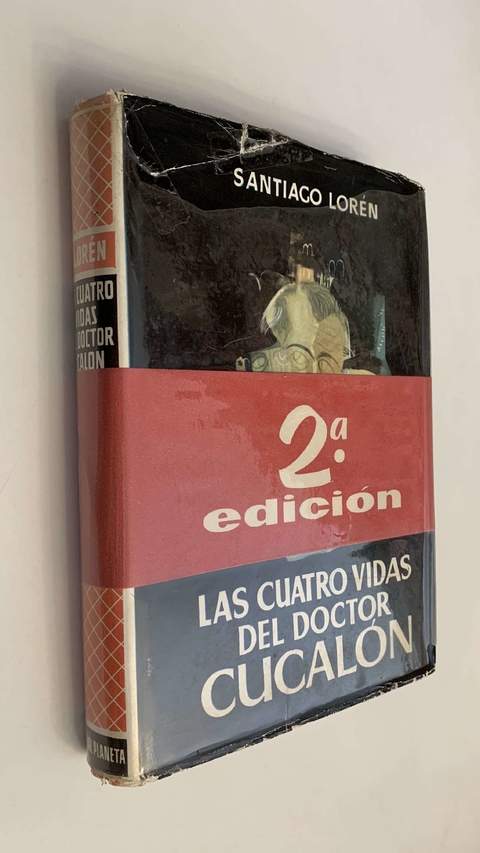 SANTIAGO LORÉN
2ª
edición
LAS CUATRO VIDAS
DEL DOCTOR
CUCALÓN
LORÉN
CUATRO
VIDAS
DOCTOR
CALON
PLANETA